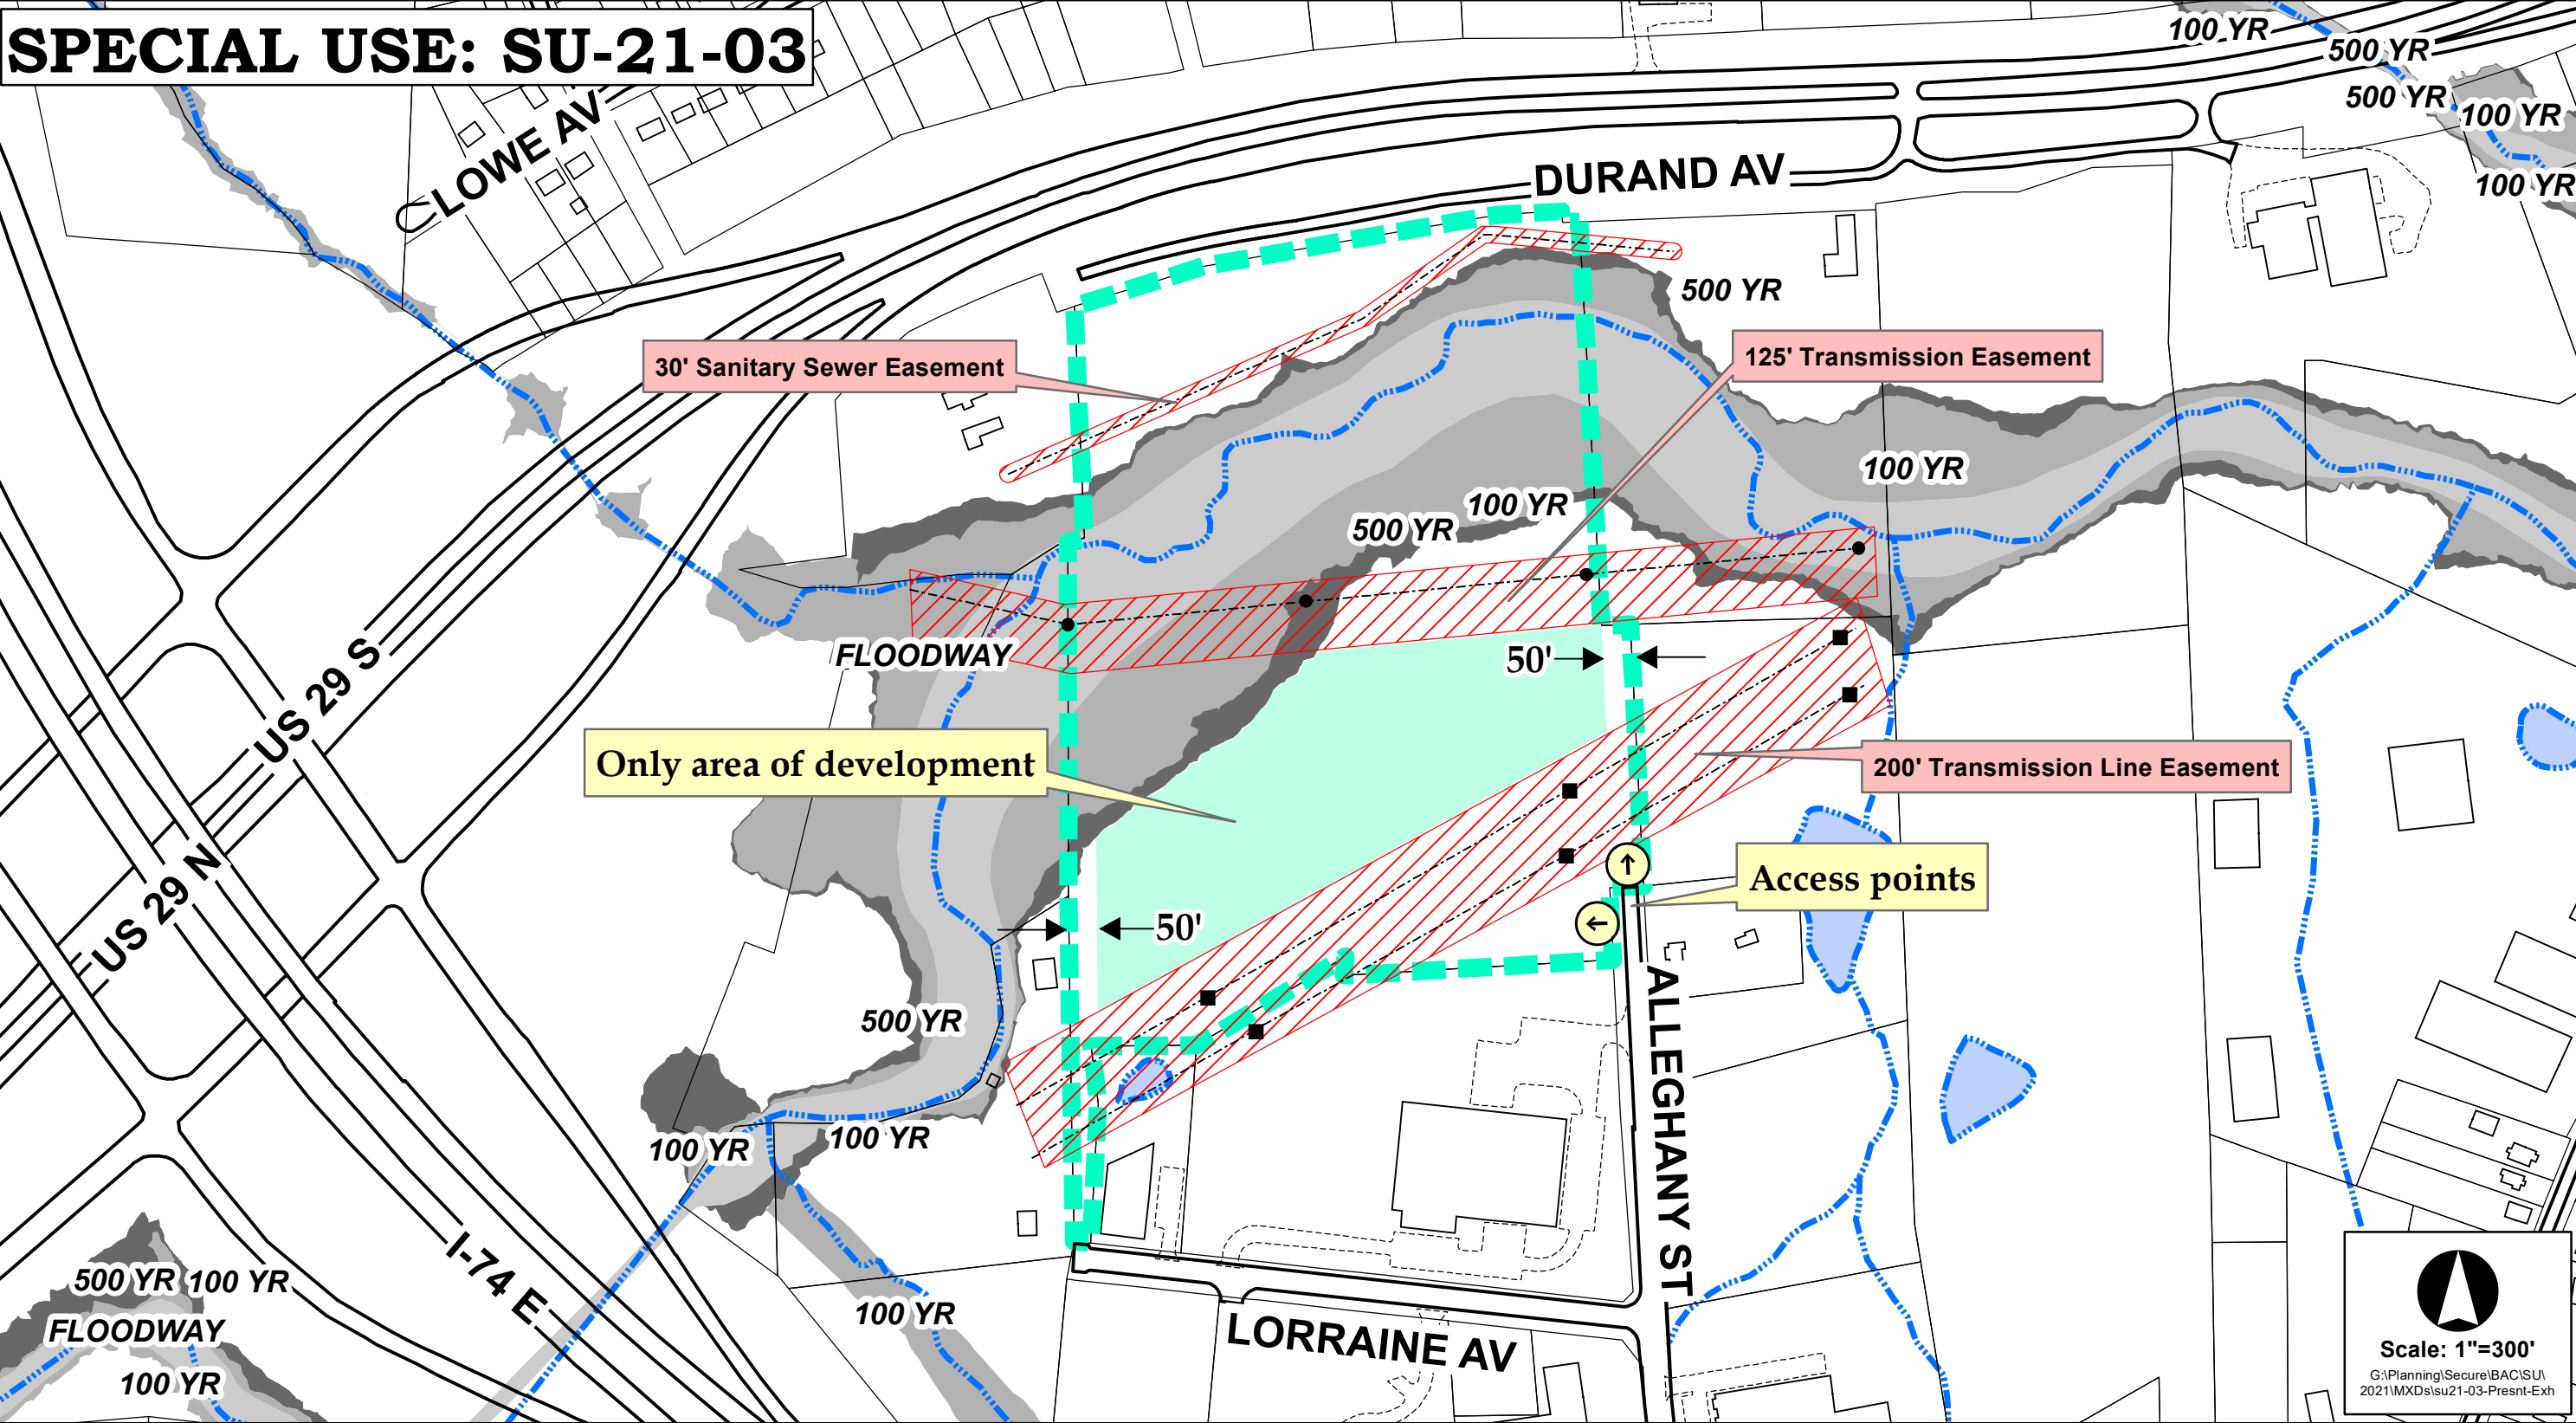 SPECIAL USE: SU-21-03
100 YR
500 YR
500 YR
100 YR
100 YR
LOWE AV
DURAND AV
500 YR
30' Sanitary Sewer Easement
125' Transmission Easement
100 YR
100 YR
500 YR
FLOODWAY
50'
US 29 S
Only area of development
200' Transmission Line Easement
Access points
US 29 N
50'
500 YR
ALLEGHANY ST
100 YR
100 YR
I-74 E
500 YR
100 YR
FLOODWAY
100 YR
100 YR
LORRAINE AV
Scale: 1"=300'
G:\Planning\Secure\BAC\SU\
2021\MXDs\su21-03-Presnt-Exh